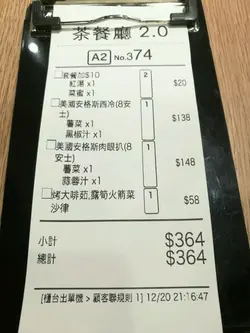 茶餐廳 2.0
A2 No.374
套餐加$10 2 $20
紅湯 x1
菜蜜 x1
美國安格斯西冷(8安 1 $138
士)
薯菜 x1
黑椒汁 x1
美國安格斯肉眼扒(8 1 $148
安士)
薯菜 x1
蒜蓉汁 x1
烤大啡菇,露筍火箭菜 1 $58
沙律
小計 $364
總計 $364
[櫃台出單機 > 顧客聯規則 1] 12/20 21:16:47